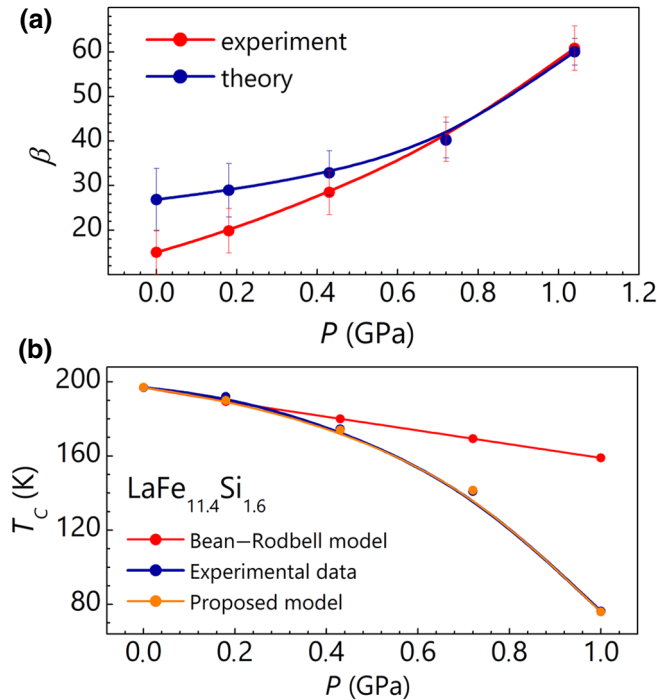 (a)
experiment
theory
60
50
40
30
20
β
0.0 0.2 0.4 0.6 0.8 1.0 1.2
P (GPa)
(b)
200
160
120
80
T_C (K)
LaFe₁₁.₄Si₁.₆
Bean–Rodbell model
Experimental data
Proposed model
0.0 0.2 0.4 0.6 0.8 1.0
P (GPa)